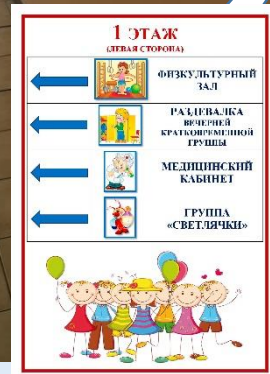 1 ЭТАЖ
(ЛЕВАЯ СТОРОНА)
ФИЗКУЛЬТУРНЫЙ
ЗАЛ
РАЗДЕВАЛКА
ВЕЧЕРНЕЙ
КРАТКОВРЕМЕННОЙ
ГРУППЫ
МЕДИЦИНСКИЙ
КАБИНЕТ
ГРУППА
«СВЕТЛЯЧКИ»